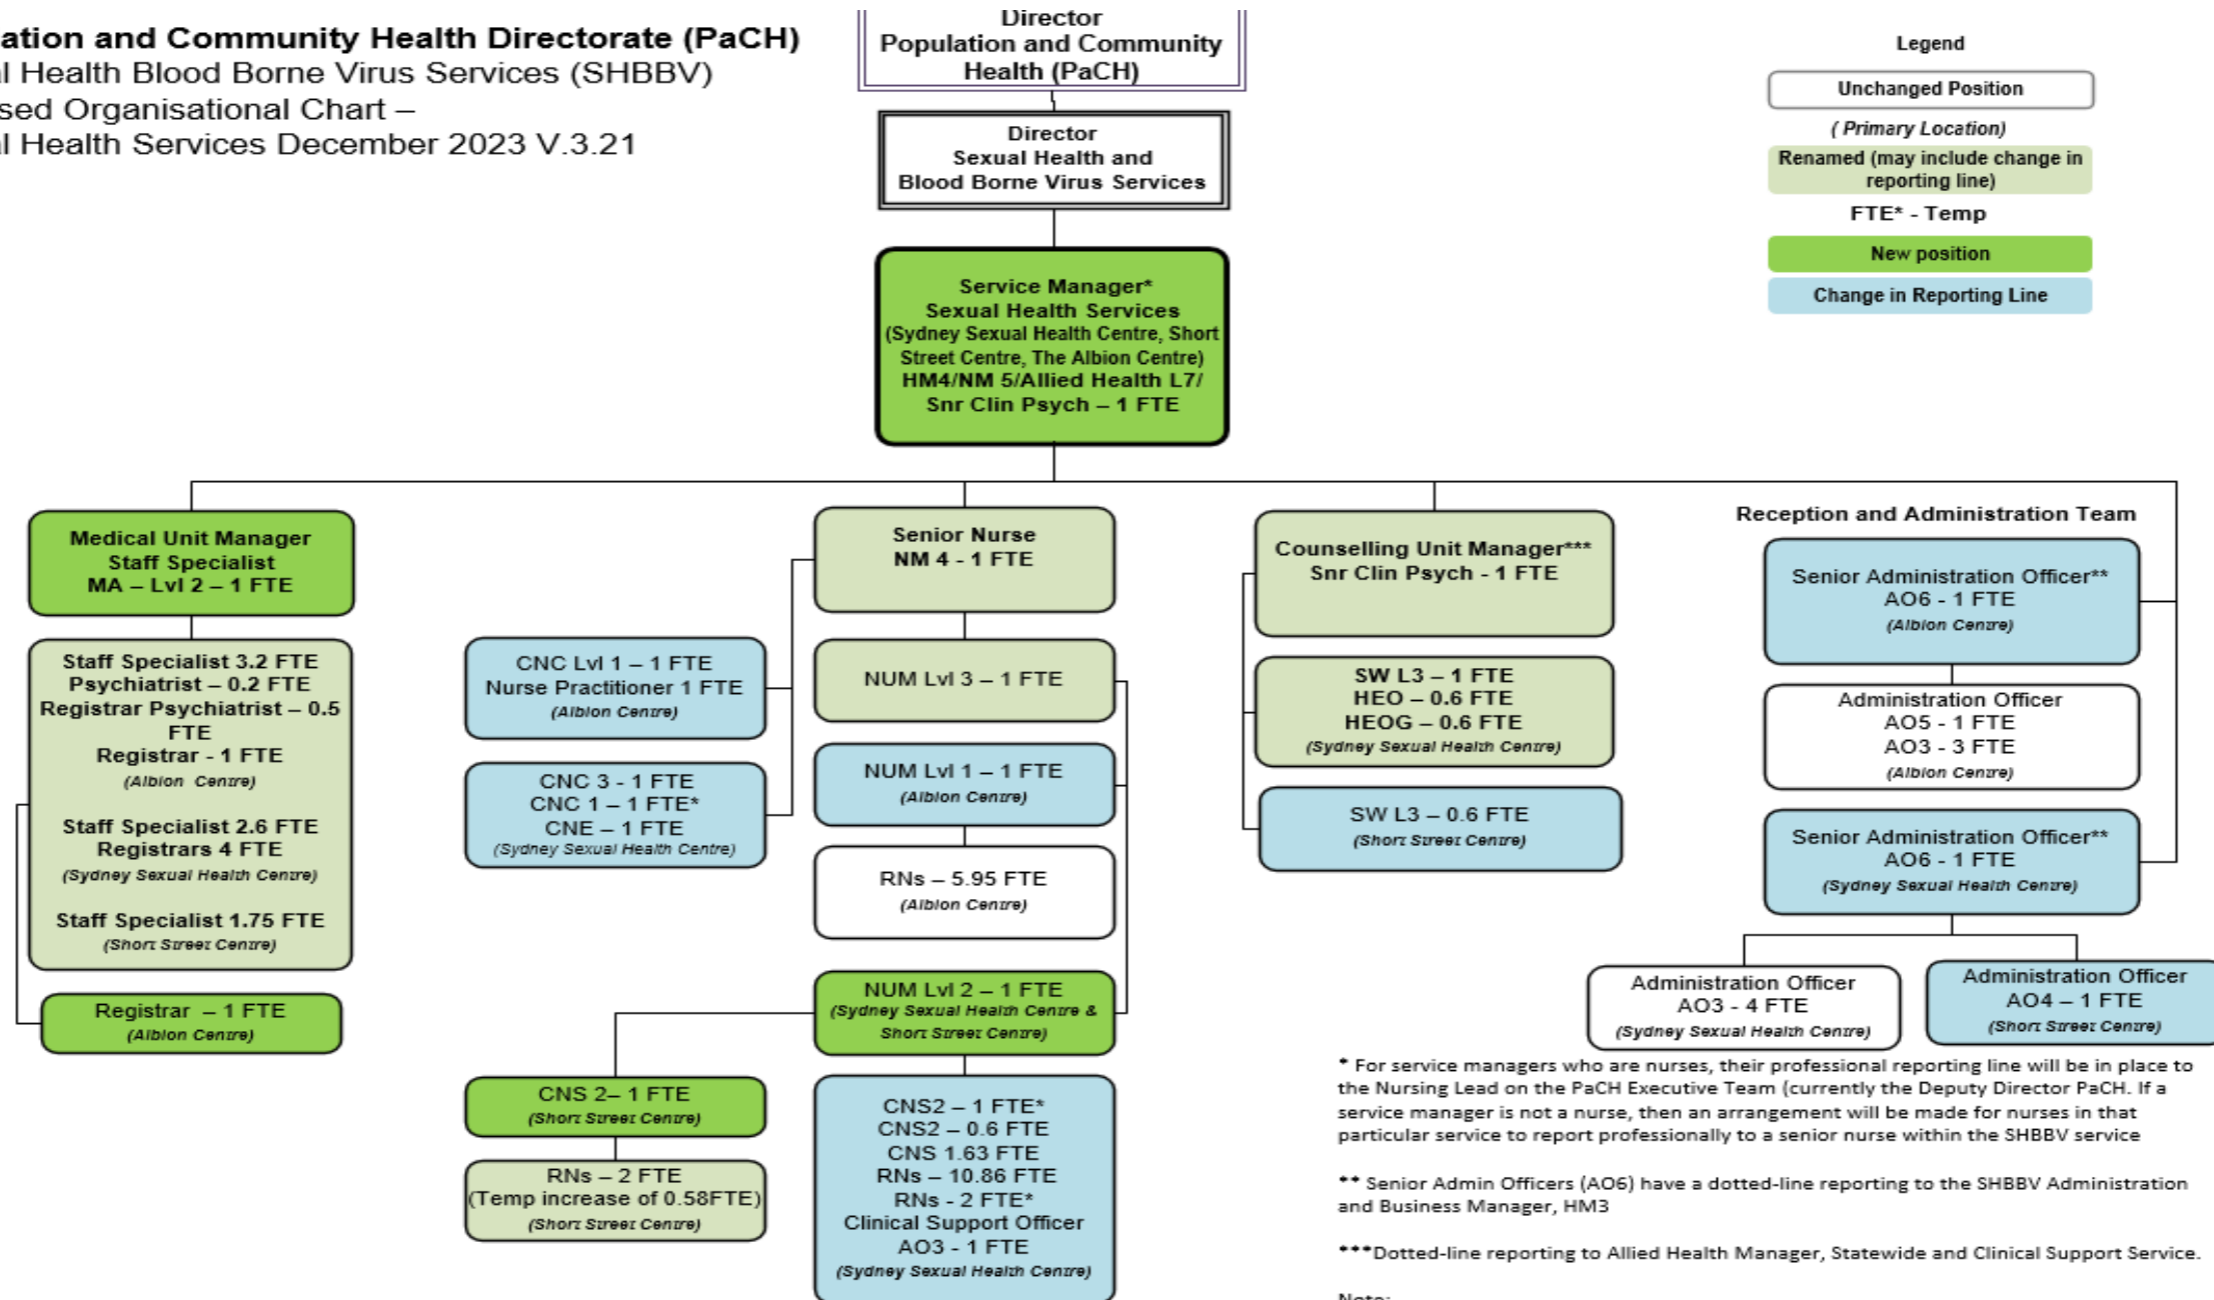 ation and Community Health Directorate (PaCH)
al Health Blood Borne Virus Services (SHBBV)
sed Organisational Chart –
al Health Services December 2023 V.3.21
Director
Population and Community
Health (PaCH)
Director
Sexual Health and
Blood Borne Virus Services
Service Manager*
Sexual Health Services
(Sydney Sexual Health Centre, Short
Street Centre, The Albion Centre)
HM4/NM 5/Allied Health L7/
Snr Clin Psych – 1 FTE
Legend
Unchanged Position
( Primary Location)
Renamed (may include change in
reporting line)
FTE* - Temp
New position
Change in Reporting Line
Medical Unit Manager
Staff Specialist
MA – Lvl 2 – 1 FTE
Staff Specialist 3.2 FTE
Psychiatrist – 0.2 FTE
Registrar Psychiatrist – 0.5
FTE
Registrar - 1 FTE
(Albion Centre)
Staff Specialist 2.6 FTE
Registrars 4 FTE
(Sydney Sexual Health Centre)
Staff Specialist 1.75 FTE
(Short Street Centre)
Registrar – 1 FTE
(Albion Centre)
Senior Nurse
NM 4 - 1 FTE
CNC Lvl 1 – 1 FTE
Nurse Practitioner 1 FTE
(Albion Centre)
CNC 3 - 1 FTE
CNC 1 – 1 FTE*
CNE – 1 FTE
(Sydney Sexual Health Centre)
NUM Lvl 3 – 1 FTE
NUM Lvl 1 – 1 FTE
(Albion Centre)
RNs – 5.95 FTE
(Albion Centre)
NUM Lvl 2 – 1 FTE
(Sydney Sexual Health Centre &
Short Street Centre)
CNS 2– 1 FTE
(Short Street Centre)
RNs – 2 FTE
(Temp increase of 0.58FTE)
(Short Street Centre)
CNS2 – 1 FTE*
CNS2 – 0.6 FTE
CNS 1.63 FTE
RNs – 10.86 FTE
RNs - 2 FTE*
Clinical Support Officer
AO3 - 1 FTE
(Sydney Sexual Health Centre)
Counselling Unit Manager***
Snr Clin Psych - 1 FTE
SW L3 – 1 FTE
HEO – 0.6 FTE
HEOG – 0.6 FTE
(Sydney Sexual Health Centre)
SW L3 – 0.6 FTE
(Short Street Centre)
Reception and Administration Team
Senior Administration Officer**
AO6 - 1 FTE
(Albion Centre)
Administration Officer
AO5 - 1 FTE
AO3 - 3 FTE
(Albion Centre)
Senior Administration Officer**
AO6 - 1 FTE
(Sydney Sexual Health Centre)
Administration Officer
AO3 - 4 FTE
(Sydney Sexual Health Centre)
Administration Officer
AO4 – 1 FTE
(Short Street Centre)
* For service managers who are nurses, their professional reporting line will be in place to
the Nursing Lead on the PaCH Executive Team (currently the Deputy Director PaCH. If a
service manager is not a nurse, then an arrangement will be made for nurses in that
particular service to report professionally to a senior nurse within the SHBBV service
** Senior Admin Officers (AO6) have a dotted-line reporting to the SHBBV Administration
and Business Manager, HM3
***Dotted-line reporting to Allied Health Manager, Statewide and Clinical Support Service.
Note: